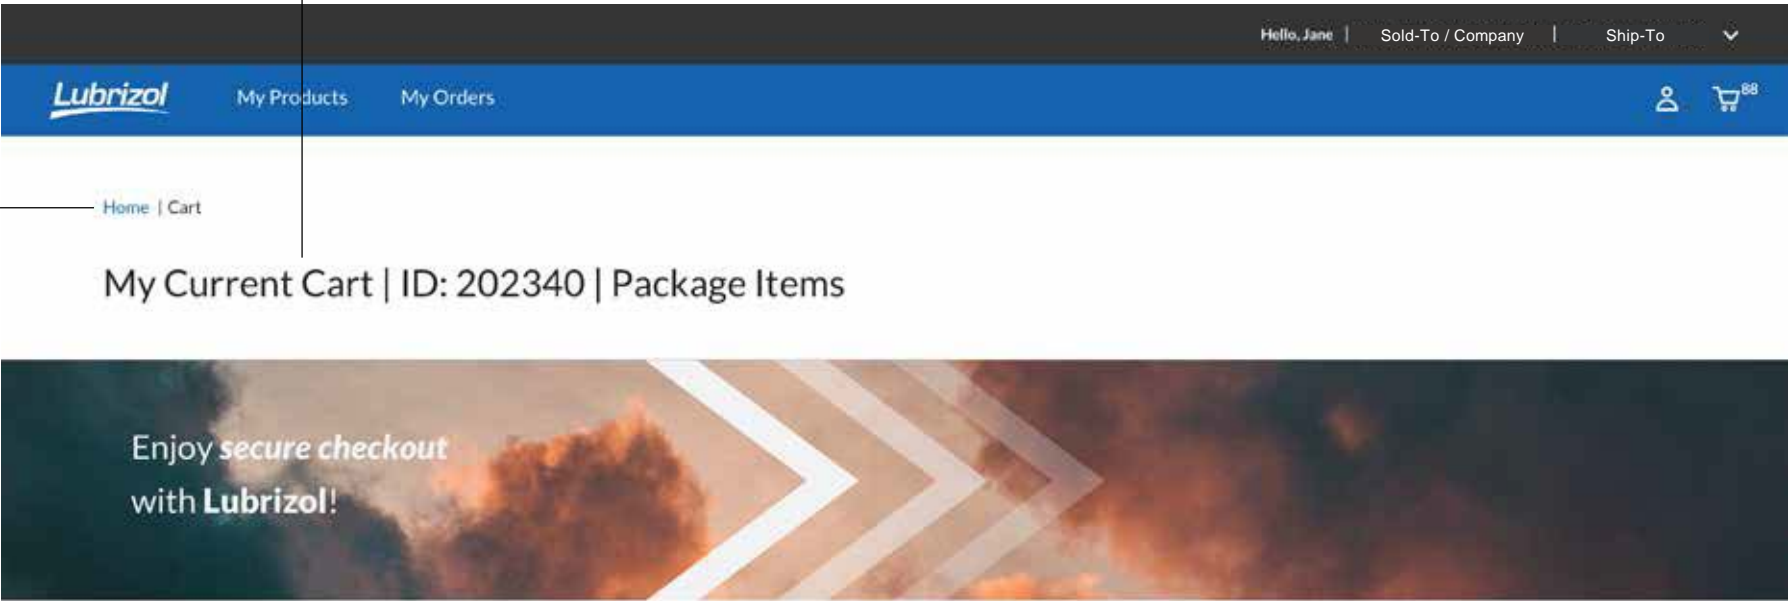 Hello, Jane | Sold-To / Company | Ship-To
Lubrizol My Products My Orders 88
Home | Cart
My Current Cart | ID: 202340 | Package Items
Enjoy secure checkout
with Lubrizol!